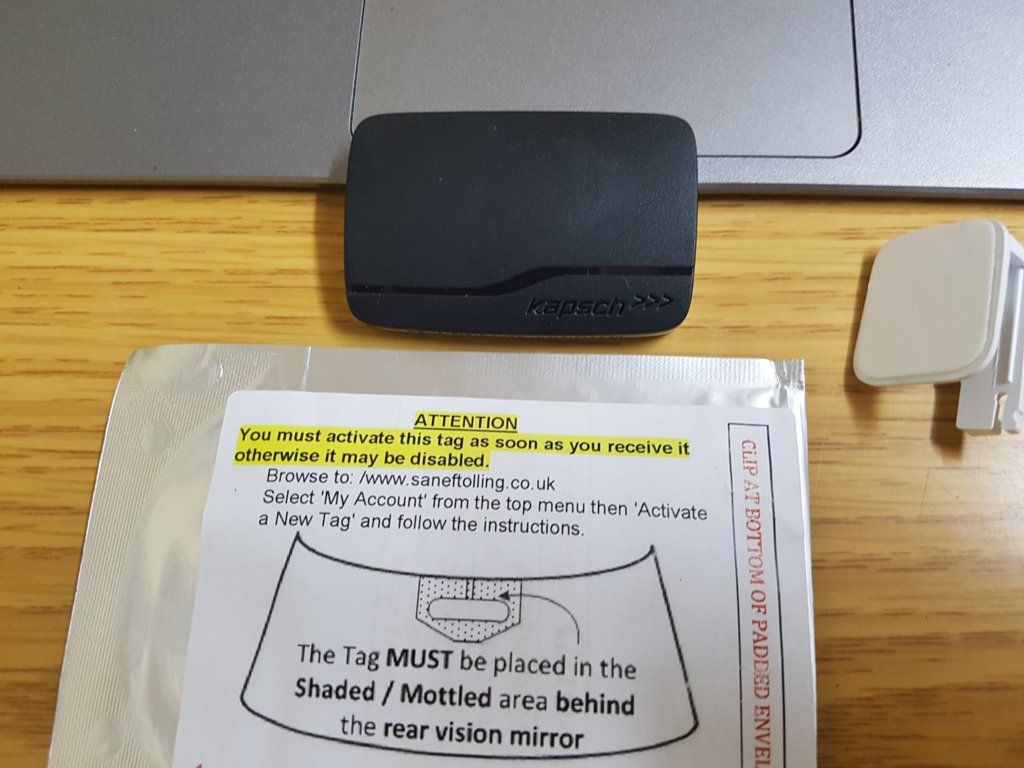 kapsch >>>
ATTENTION
You must activate this tag as soon as you receive it
otherwise it may be disabled.
Browse to: /www.saneftolling.co.uk
Select 'My Account' from the top menu then 'Activate
a New Tag' and follow the instructions.
The Tag MUST be placed in the
Shaded / Mottled area behind
the rear vision mirror
CLIP AT BOTTOM OF PADDED